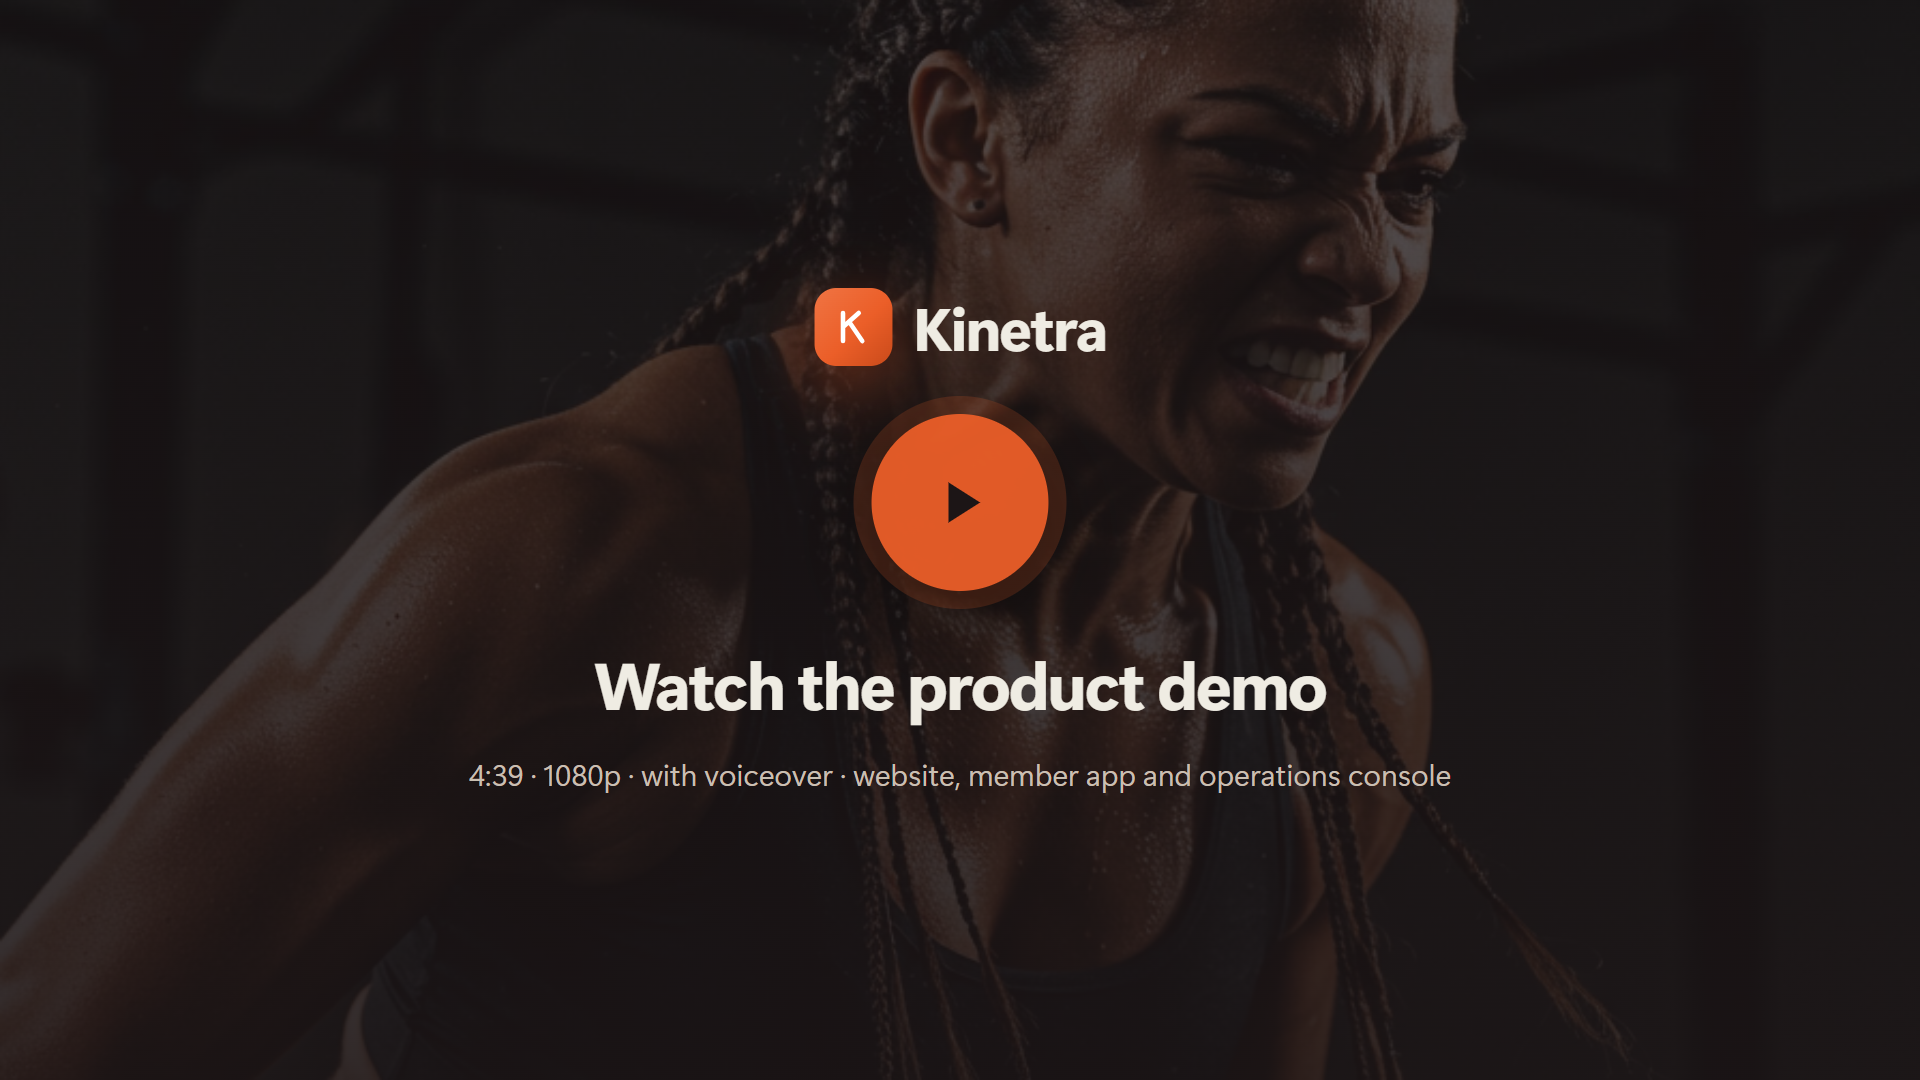 K Kinetra
Watch the product demo
4:39 · 1080p · with voiceover · website, member app and operations console